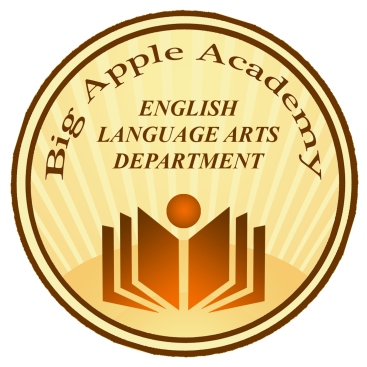 Big Apple Academy
ENGLISH
LANGUAGE ARTS
DEPARTMENT